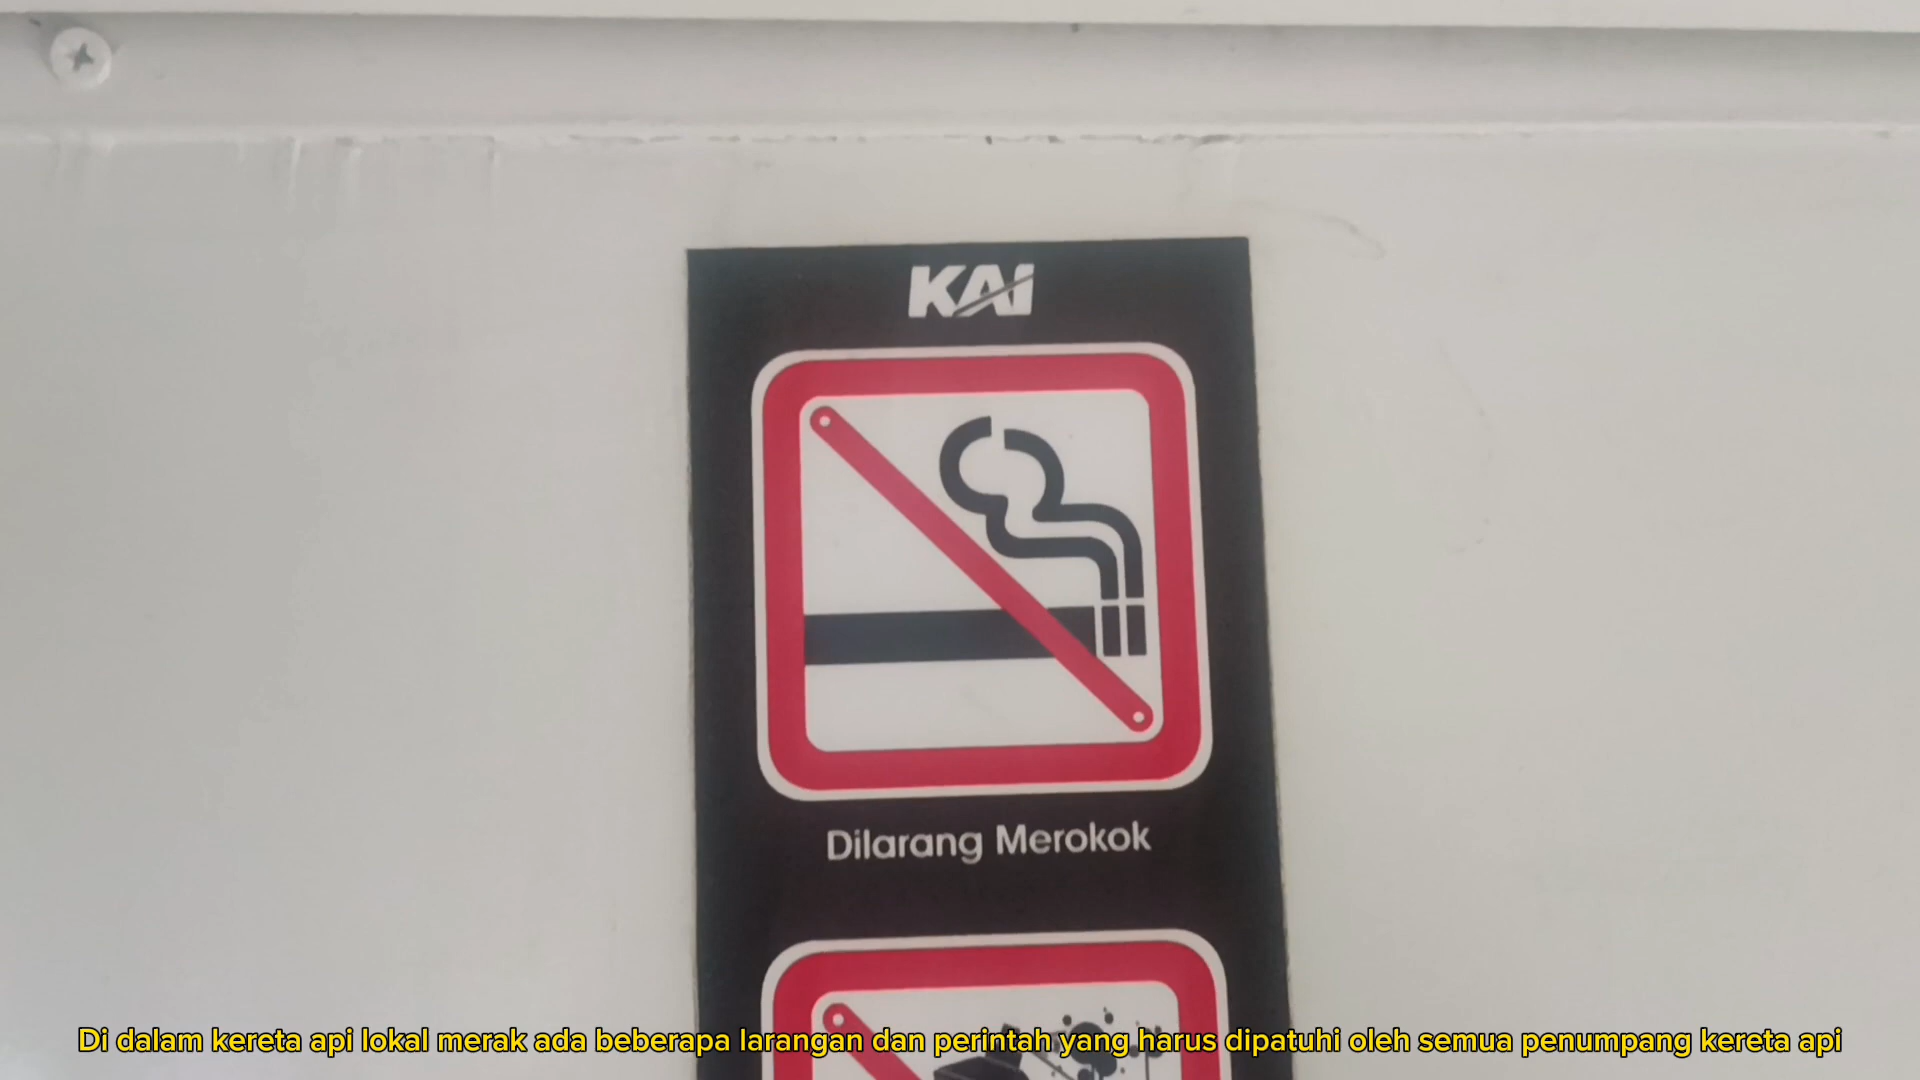 KAI
Dilarang Merokok
Di dalam kereta api lokal merak ada beberapa larangan dan perintah yang harus dipatuhi oleh semua penumpang kereta api